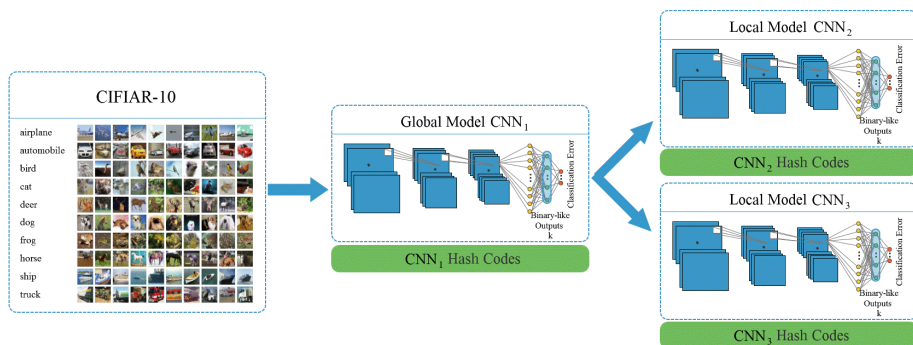 CIFIAR-10
airplane
automobile
bird
cat
deer
dog
frog
horse
ship
truck
Global Model CNN₁
Classification Error
Binary-like
Outputs
k
CNN₁ Hash Codes
Local Model CNN₂
Classification Error
Binary-like
Outputs
k
CNN₂ Hash Codes
Local Model CNN₃
Classification Error
Binary-like
Outputs
k
CNN₃ Hash Codes